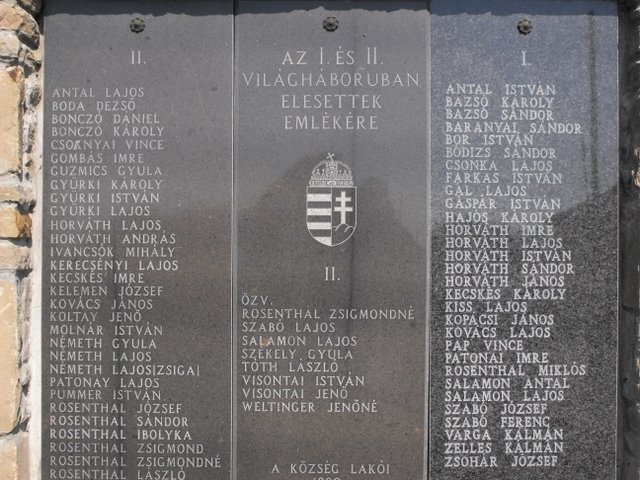 II.
ANTAL LAJOS
BODA DEZSŐ
BONCZÓ DÁNIEL
BONCZÓ KÁROLY
CSORNYAI VINCE
GOMBÁS IMRE
GUZMICS GYULA
GYURKI KÁROLY
GYURKI ISTVÁN
GYURKI LAJOS
HORVÁTH LAJOS
HORVÁTH ANDRÁS
IVANCSÓK MIHÁLY
KERECSÉNYI LAJOS
KECSKÉS IMRE
KELEMEN JÓZSEF
KOVÁCS JÁNOS
KOLTAY JENŐ
MOLNÁR ISTVÁN
NÉMETH GYULA
NÉMETH LAJOS
NÉMETH LAJOS(ZSIGA)
PATONAY LAJOS
PUMMER ISTVÁN
ROSENTHAL JÓZSEF
ROSENTHAL SÁNDOR
ROSENTHAL IBOLYKA
ROSENTHAL ZSIGMOND
ROSENTHAL ZSIGMONDNÉ
ROSENTHAL LÁSZLÓ
AZ I. ÉS II.
VILÁGHÁBORUBAN
ELESETTEK
EMLÉKÉRE
II.
ÖZV.
ROSENTHAL ZSIGMONDNÉ
SZABÓ LAJOS
SALAMON LAJOS
SZÉKELY GYULA
TÓTH LÁSZLÓ
VISONTAI ISTVÁN
VISONTAI JENŐ
WELTINGER JENŐNÉ
A KÖZSÉG LAKÓI
I.
ANTAL ISTVÁN
BAZSÓ KÁROLY
BAZSÓ SÁNDOR
BARANYAI SÁNDOR
BOR ISTVÁN
BÓDIZS SÁNDOR
CSONKA LAJOS
FARKAS ISTVÁN
GÁL LAJOS
GÁSPÁR ISTVÁN
HAJÓS KÁROLY
HORVÁTH IMRE
HORVÁTH LAJOS
HORVÁTH ISTVÁN
HORVÁTH SÁNDOR
HORVÁTH JÁNOS
KECSKÉS KÁROLY
KISS LAJOS
KOPÁCSI JÁNOS
KOVÁCS LAJOS
PAP VINCE
PATONAI IMRE
ROSENTHAL MIKLÓS
SALAMON ANTAL
SALAMON LAJOS
SZABÓ JÓZSEF
SZABÓ FERENC
VARGA KÁLMÁN
ZELLES KÁLMÁN
ZSOHÁR JÓZSEF